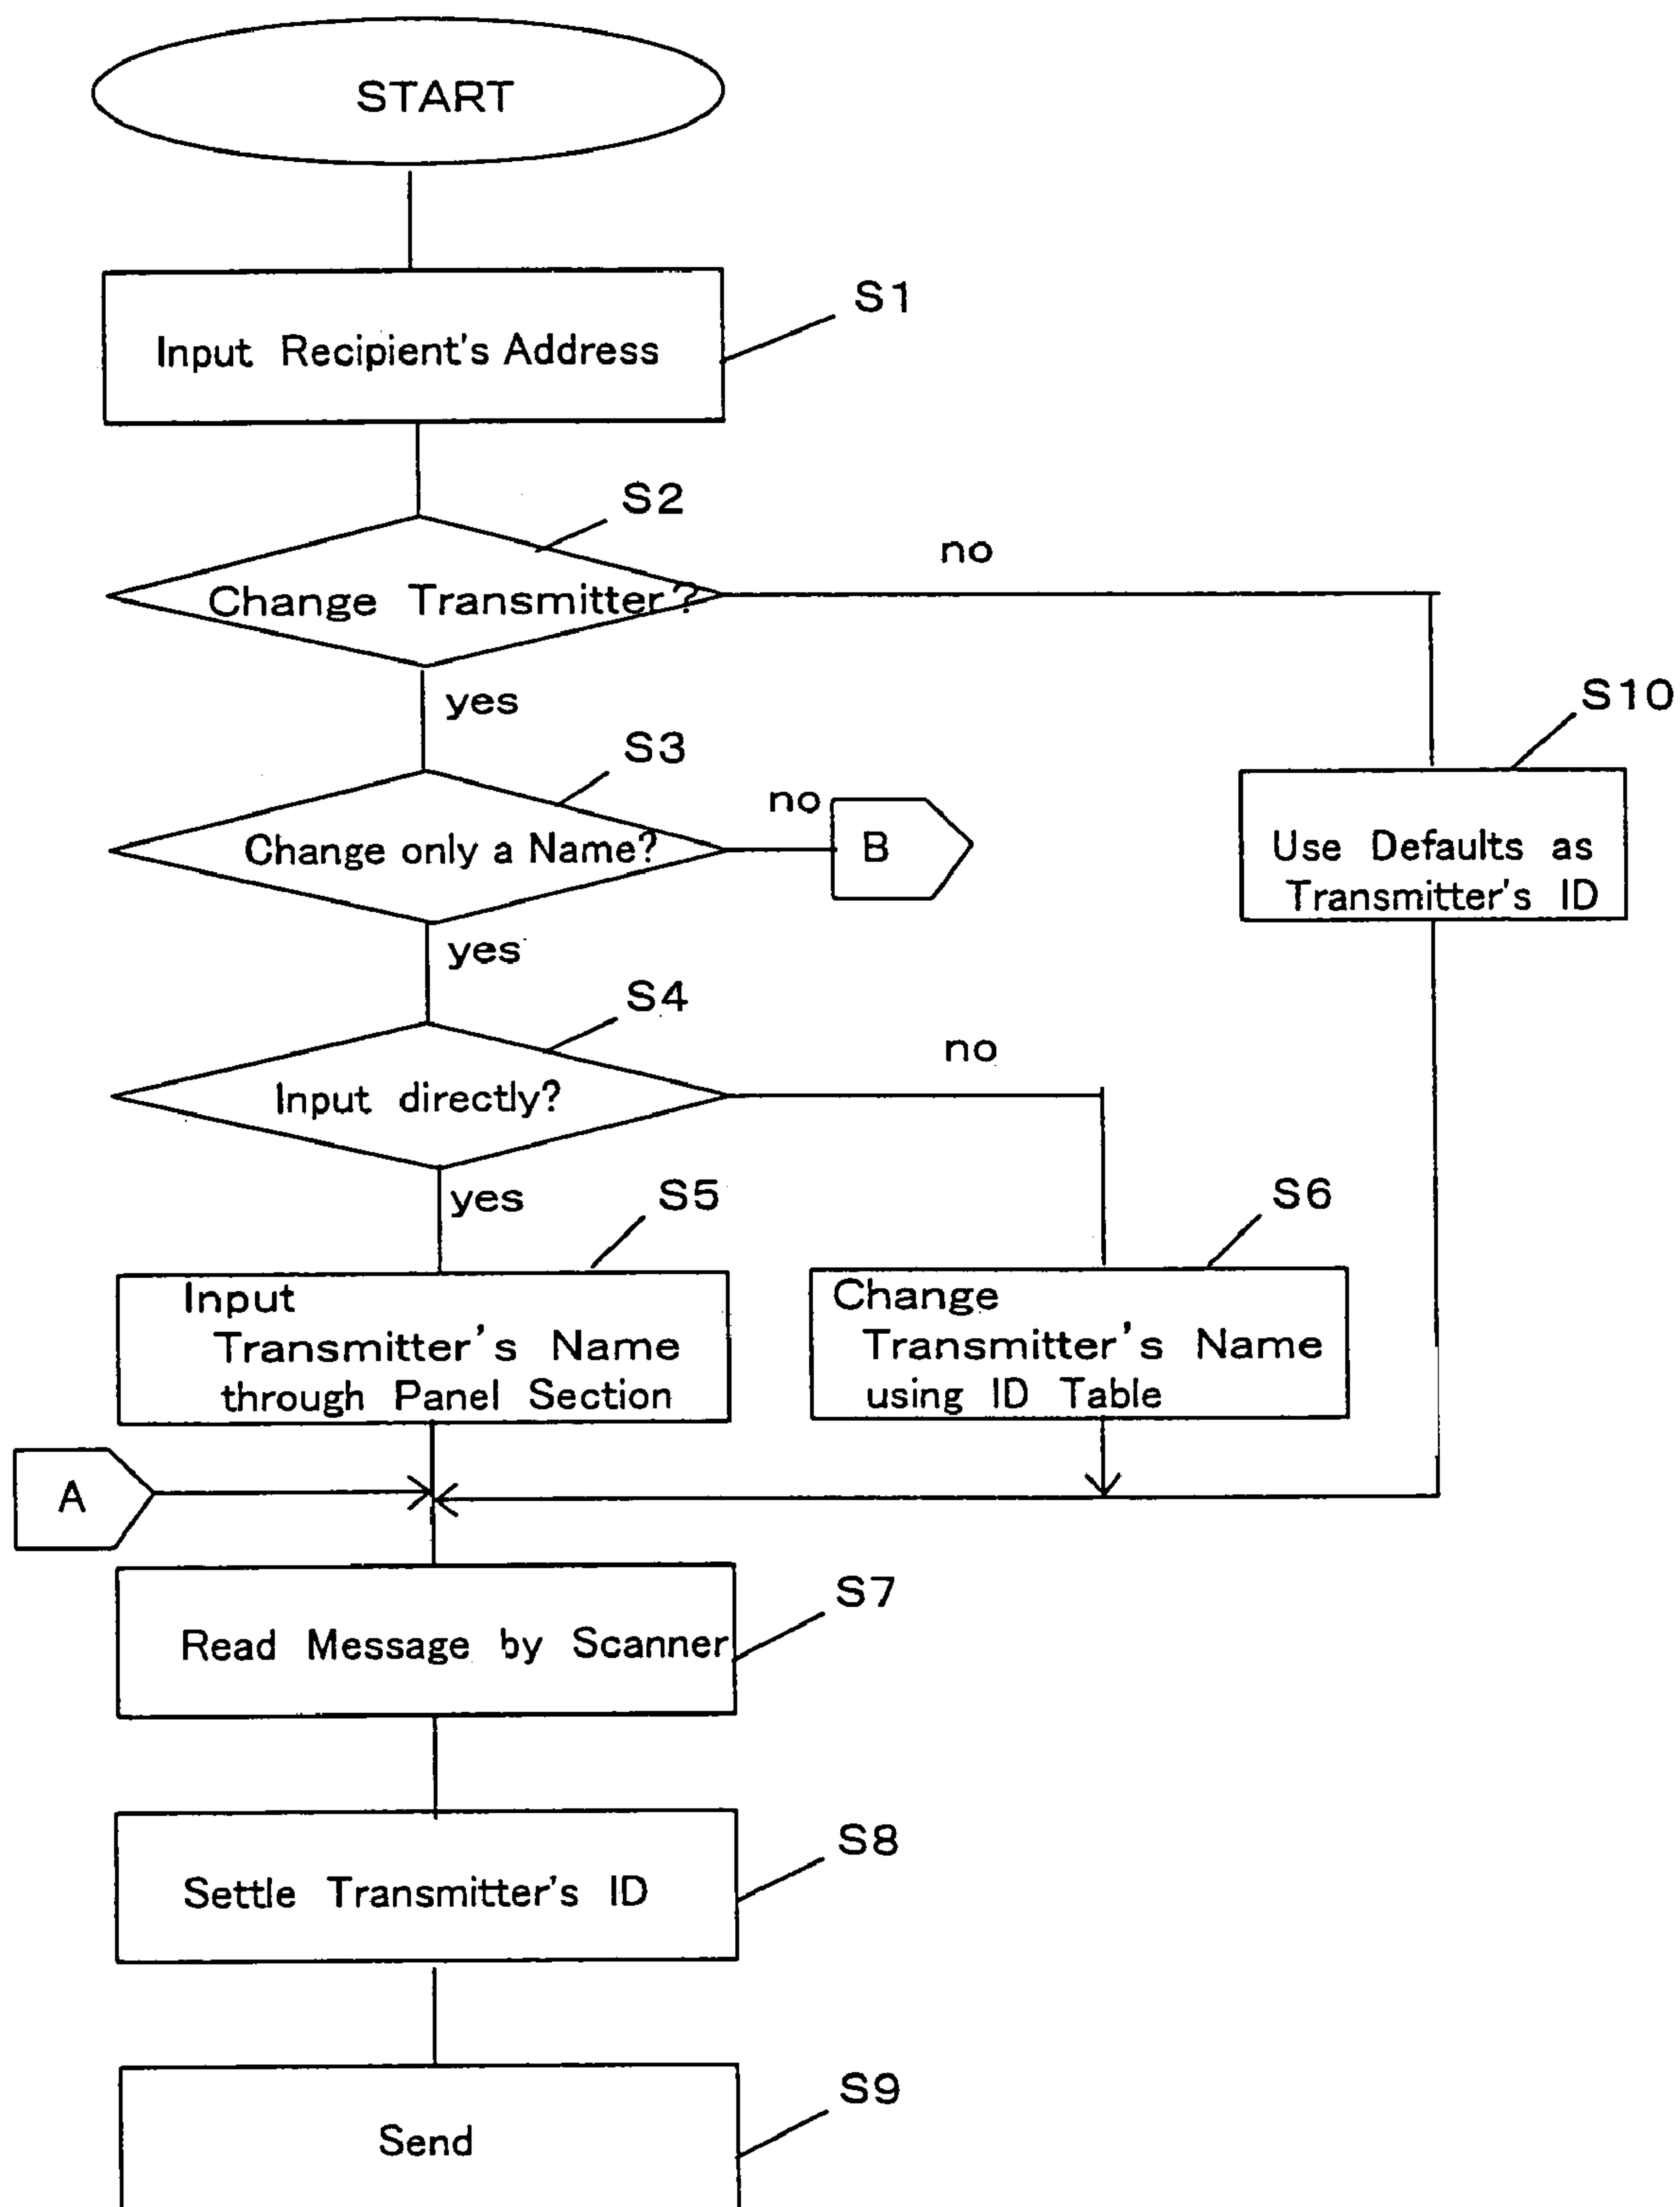 START
Input Recipient's Address
S1
S2
Change Transmitter?
no
yes
S10
S3
Change only a Name?
no
B
Use Defaults as
Transmitter's ID
yes
S4
Input directly?
no
yes
S5
S6
Input
Transmitter's Name
through Panel Section
Change
Transmitter's Name
using ID Table
A
S7
Read Message by Scanner
S8
Settle Transmitter's ID
S9
Send